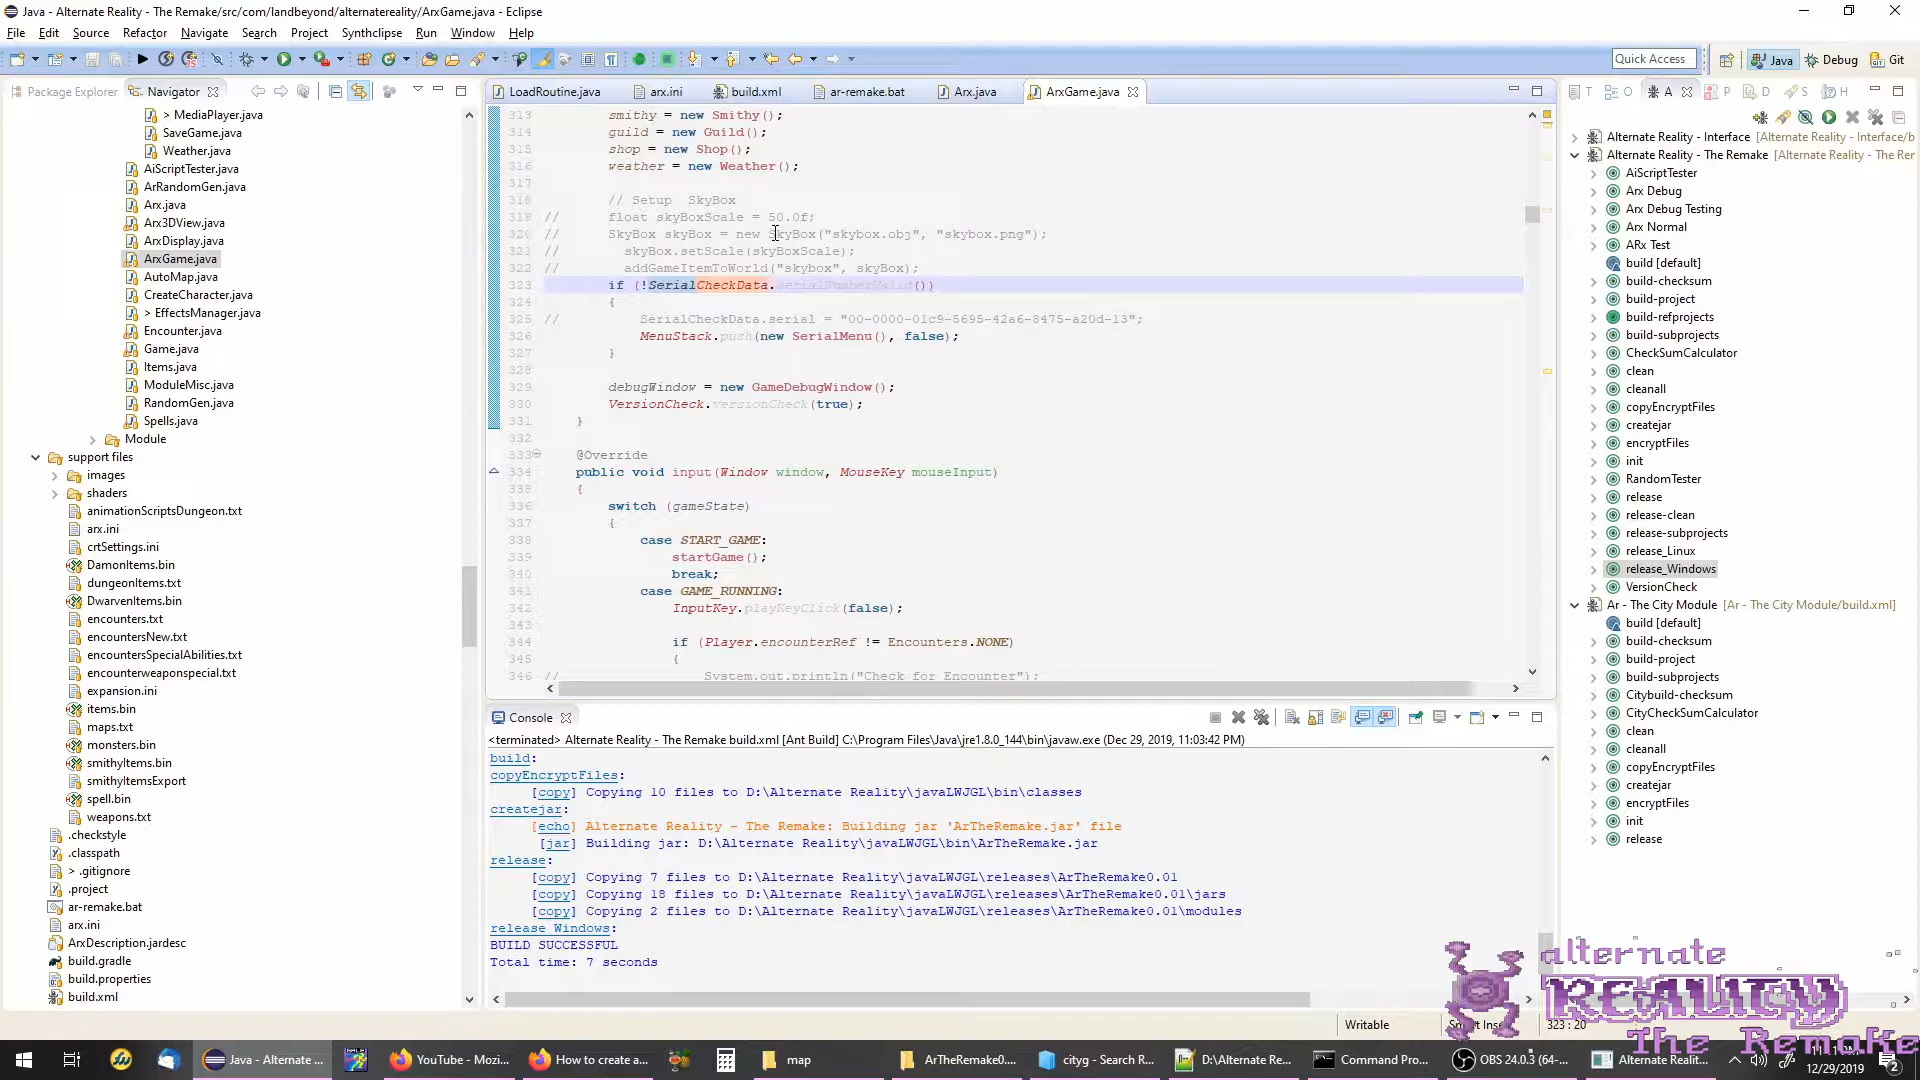 Java - Alternate Reality - The Remake/src/com/landbeyond/alternatereality/ArxGame.java - Eclipse
File Edit Source Refactor Navigate Search Project Synthclipse Run Window Help
Quick Access
Java
Debug
Git
Package Explorer
Navigator
> MediaPlayer.java
SaveGame.java
Weather.java
AiScriptTester.java
ArRandomGen.java
Arx.java
Arx3DView.java
ArxDisplay.java
ArxGame.java
AutoMap.java
CreateCharacter.java
> EffectsManager.java
Encounter.java
Game.java
Items.java
ModuleMisc.java
RandomGen.java
Spells.java
Module
support files
images
shaders
animationScriptsDungeon.txt
arx.ini
crtSettings.ini
DamonItems.bin
dungeonItems.txt
DwarvenItems.bin
encounters.txt
encountersNew.txt
encountersSpecialAbilities.txt
encounterweaponspecial.txt
expansion.ini
items.bin
maps.txt
monsters.bin
smithyItems.bin
smithyItemsExport
spell.bin
weapons.txt
.checkstyle
.classpath
> .gitignore
.project
ar-remake.bat
arx.ini
ArxDescription.jardesc
build.gradle
build.properties
build.xml
LoadRoutine.java arx.ini build.xml ar-remake.bat Arx.java ArxGame.java
313 smithy = new Smithy();
314 guild = new Guild();
315 shop = new Shop();
316 weather = new Weather();
317
318 // Setup SkyBox
319 // float skyBoxScale = 50.0f;
320 // SkyBox skyBox = new SkyBox("skybox.obj", "skybox.png");
321 // skyBox.setScale(skyBoxScale);
322 // addGameItemToWorld("skybox", skyBox);
323 if (!SerialCheckData.serialNumberValid())
324 {
325 // SerialCheckData.serial = "00-0000-01c9-5695-42a6-8475-a20d-13";
326 MenuStack.push(new SerialMenu(), false);
327 }
328
329 debugWindow = new GameDebugWindow();
330 VersionCheck.versionCheck(true);
331 }
332
333 @Override
334 public void input(Window window, MouseKey mouseInput)
335 {
336 switch (gameState)
337 {
338 case START_GAME:
339 startGame();
340 break;
341 case GAME_RUNNING:
342 InputKey.playKeyClick(false);
343
344 if (Player.encounterRef != Encounters.NONE)
345 {
346 // System.out.println("Check for Encounter");
Console
<terminated> Alternate Reality - The Remake build.xml [Ant Build] C:\Program Files\Java\jre1.8.0_144\bin\javaw.exe (Dec 29, 2019, 11:03:42 PM)
build:
copyEncryptFiles:
[copy] Copying 10 files to D:\Alternate Reality\javaLWJGL\bin\classes
createjar:
[echo] Alternate Reality - The Remake: Building jar 'ArTheRemake.jar' file
[jar] Building jar: D:\Alternate Reality\javaLWJGL\bin\ArTheRemake.jar
release:
[copy] Copying 7 files to D:\Alternate Reality\javaLWJGL\releases\ArTheRemake0.01
[copy] Copying 18 files to D:\Alternate Reality\javaLWJGL\releases\ArTheRemake0.01\jars
[copy] Copying 2 files to D:\Alternate Reality\javaLWJGL\releases\ArTheRemake0.01\modules
release Windows:
BUILD SUCCESSFUL
Total time: 7 seconds
T O A P D S H
Alternate Reality - Interface [Alternate Reality - Interface/b
Alternate Reality - The Remake [Alternate Reality - The Rer
AiScriptTester
Arx Debug
Arx Debug Testing
Arx Normal
ARx Test
build [default]
build-checksum
build-project
build-refprojects
build-subprojects
CheckSumCalculator
clean
cleanall
copyEncryptFiles
createjar
encryptFiles
init
RandomTester
release
release-clean
release-subprojects
release_Linux
release_Windows
VersionCheck
Ar - The City Module [Ar - The City Module/build.xml]
build [default]
build-checksum
build-project
build-subprojects
Citybuild-checksum
CityCheckSumCalculator
clean
cleanall
copyEncryptFiles
createjar
encryptFiles
init
release
alternate
REALITY
The Remake
Writable
323 : 20
Java - Alternate ...
YouTube - Mozi...
How to create a...
map
ArTheRemake0....
cityg - Search R...
D:\Alternate Re...
Command Pro...
OBS 24.0.3 (64-...
Alternate Realit...
12/29/2019
2